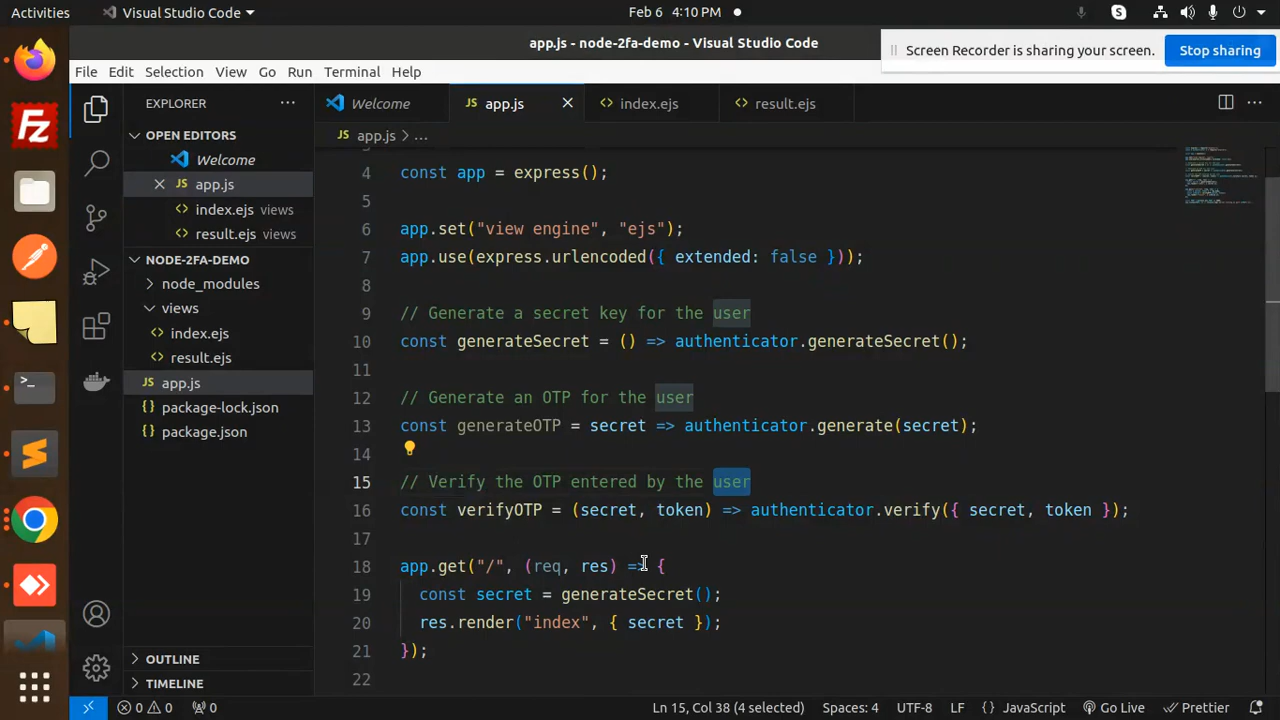 Activities
Visual Studio Code
Feb 6 4:10 PM
app.js - node-2fa-demo - Visual Studio Code
Screen Recorder is sharing your screen.
Stop sharing
File Edit Selection View Go Run Terminal Help
EXPLORER
Welcome
app.js
index.ejs
result.ejs
app.js > ...
OPEN EDITORS
Welcome
app.js
index.ejs views
result.ejs views
NODE-2FA-DEMO
node_modules
views
index.ejs
result.ejs
app.js
package-lock.json
package.json
OUTLINE
TIMELINE
4 const app = express();
5
6 app.set("view engine", "ejs");
7 app.use(express.urlencoded({ extended: false }));
8
9 // Generate a secret key for the user
10 const generateSecret = () => authenticator.generateSecret();
11
12 // Generate an OTP for the user
13 const generateOTP = secret => authenticator.generate(secret);
14
15 // Verify the OTP entered by the user
16 const verifyOTP = (secret, token) => authenticator.verify({ secret, token });
17
18 app.get("/", (req, res) => {
19 const secret = generateSecret();
20 res.render("index", { secret });
21 });
22
0 0 0
Ln 15, Col 38 (4 selected)
Spaces: 4
UTF-8
LF
{ } JavaScript
Go Live
Prettier